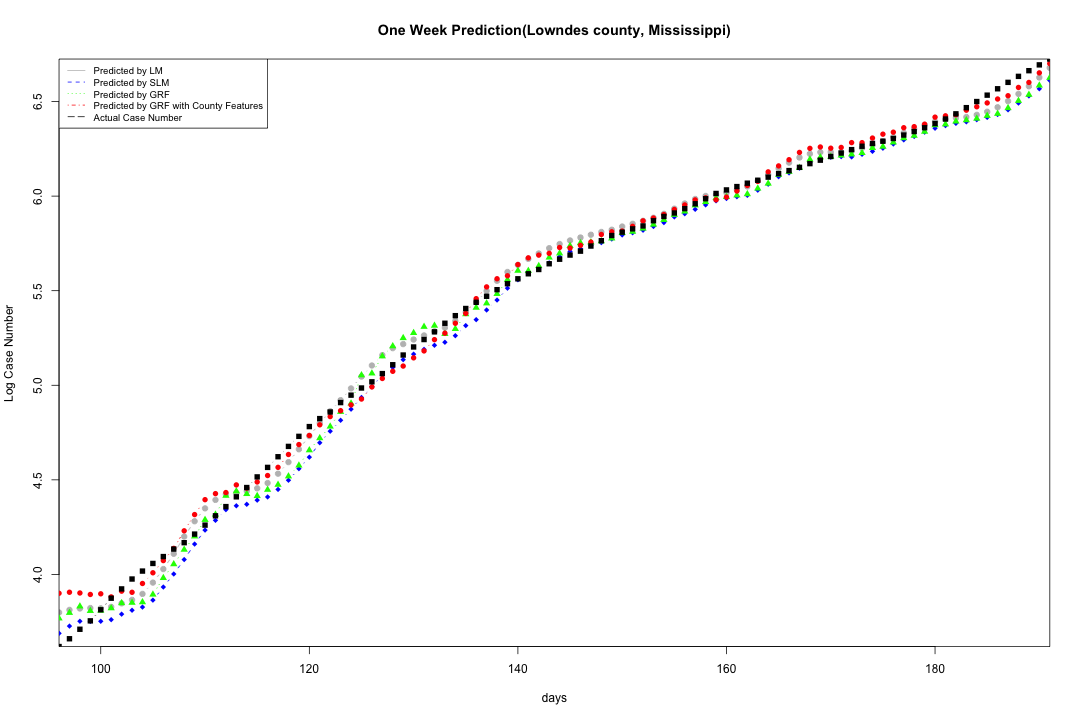 One Week Prediction(Lowndes county, Mississippi)
Predicted by LM
Predicted by SLM
Predicted by GRF
Predicted by GRF with County Features
Actual Case Number
6.5
6.0
5.5
5.0
4.5
4.0
Log Case Number
100 120 140 160 180
days